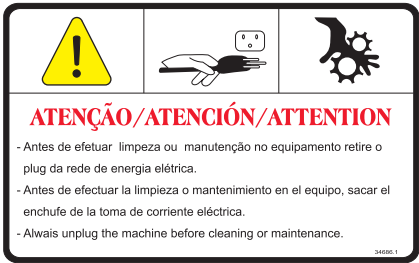 ATENÇÃO/ATENCIÓN/ATTENTION
- Antes de efetuar limpeza ou manutenção no equipamento retire o
plug da rede de energia elétrica.
- Antes de efectuar la limpieza o mantenimiento en el equipo, sacar el
enchufe de la toma de corriente eléctrica.
- Alwais unplug the machine before cleaning or maintenance.
34686.1